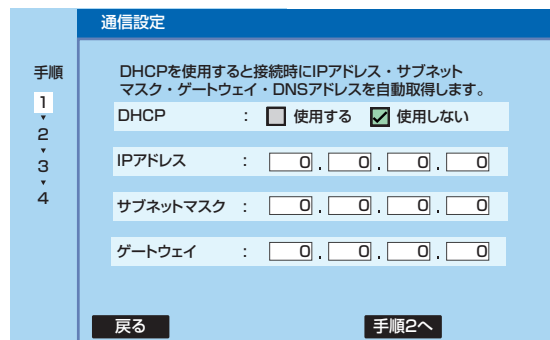 通信設定
手順
1
2
3
4
DHCPを使用すると接続時にIPアドレス・サブネット
マスク・ゲートウェイ・DNSアドレスを自動取得します。
DHCP : 使用する 使用しない
IPアドレス : 0 . 0 . 0 . 0
サブネットマスク : 0 . 0 . 0 . 0
ゲートウェイ : 0 . 0 . 0 . 0
戻る 手順2へ